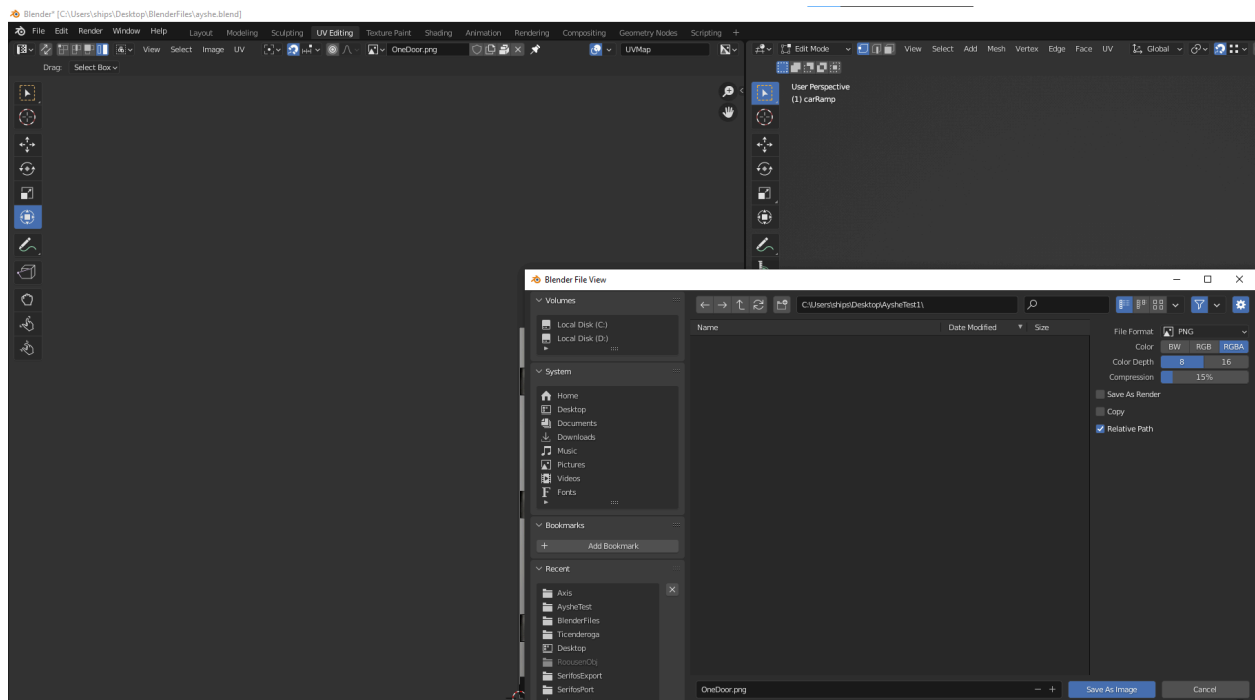 Blender* [C:\Users\ships\Desktop\BlenderFiles\ayshe.blend]
File Edit Render Window Help Layout Modeling Sculpting UV Editing Texture Paint Shading Animation Rendering Compositing Geometry Nodes Scripting +
View Select Image UV OneDoor.png UVMap
Edit Mode View Select Add Mesh Vertex Edge Face UV Global
Drag: Select Box
User Perspective
(1) carRamp
Blender File View
Volumes
Local Disk (C:)
Local Disk (D:)
System
Home
Desktop
Documents
Downloads
Music
Pictures
Videos
Fonts
Bookmarks
+ Add Bookmark
Recent
Axis
AysheTest
BlenderFiles
Ticenderoga
Desktop
RoousenObj
SerifosExport
SerifosPort
C:\Users\ships\Desktop\AysheTest1\
Name Date Modified Size
File Format PNG
Color BW RGB RGBA
Color Depth 8 16
Compression 15%
Save As Render
Copy
Relative Path
OneDoor.png - + Save As Image Cancel